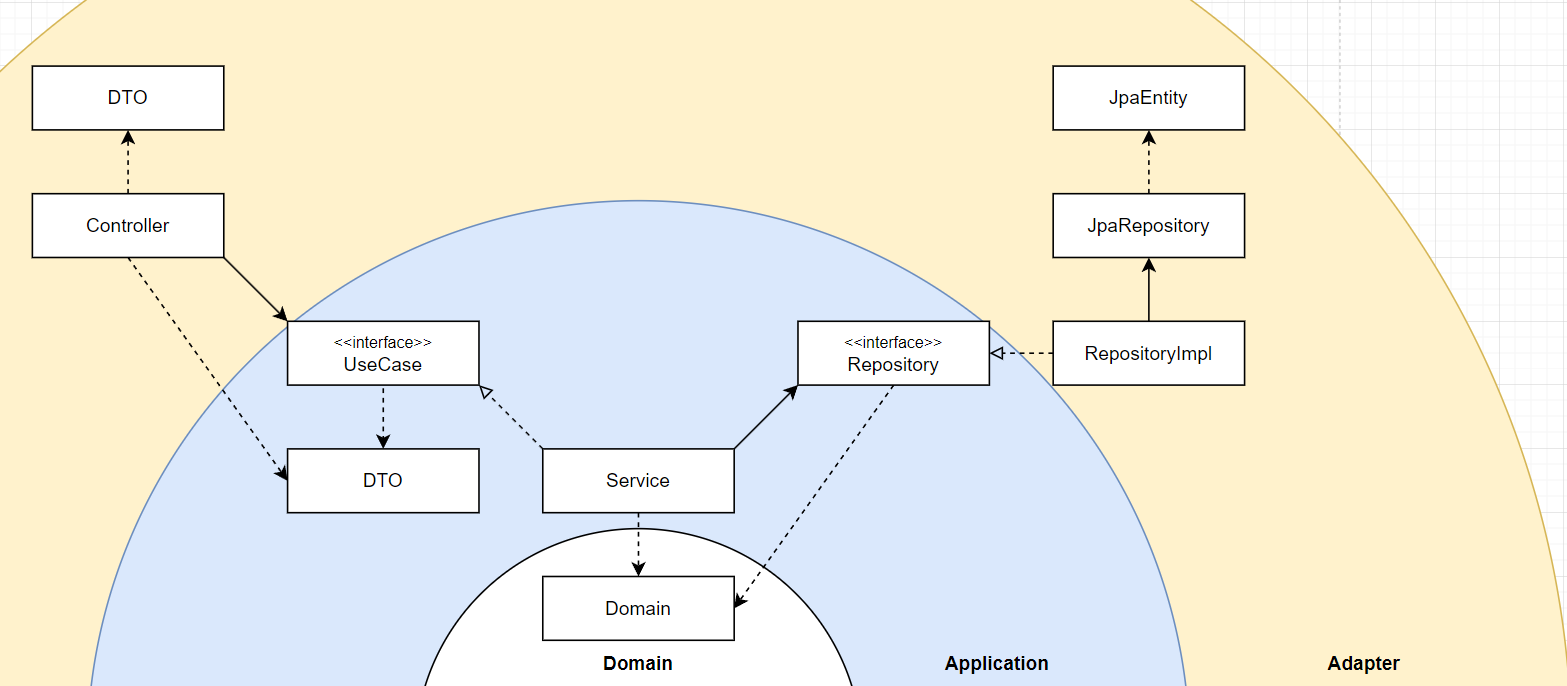 DTO
JpaEntity
Controller
JpaRepository
<<interface>>
UseCase
<<interface>>
Repository
RepositoryImpl
DTO
Service
Domain
Domain
Application
Adapter